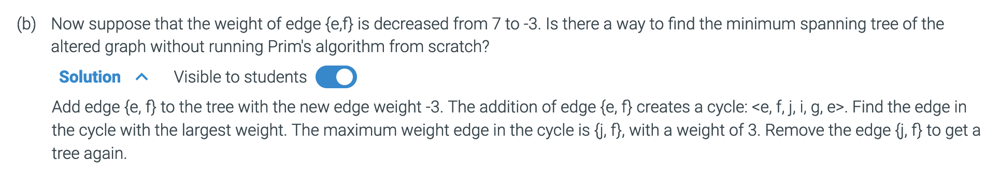 (b) Now suppose that the weight of edge {e,f} is decreased from 7 to -3. Is there a way to find the minimum spanning tree of the
altered graph without running Prim's algorithm from scratch?
Solution Visible to students
Add edge {e, f} to the tree with the new edge weight -3. The addition of edge {e, f} creates a cycle: <e, f, j, i, g, e>. Find the edge in
the cycle with the largest weight. The maximum weight edge in the cycle is {j, f}, with a weight of 3. Remove the edge {j, f} to get a
tree again.